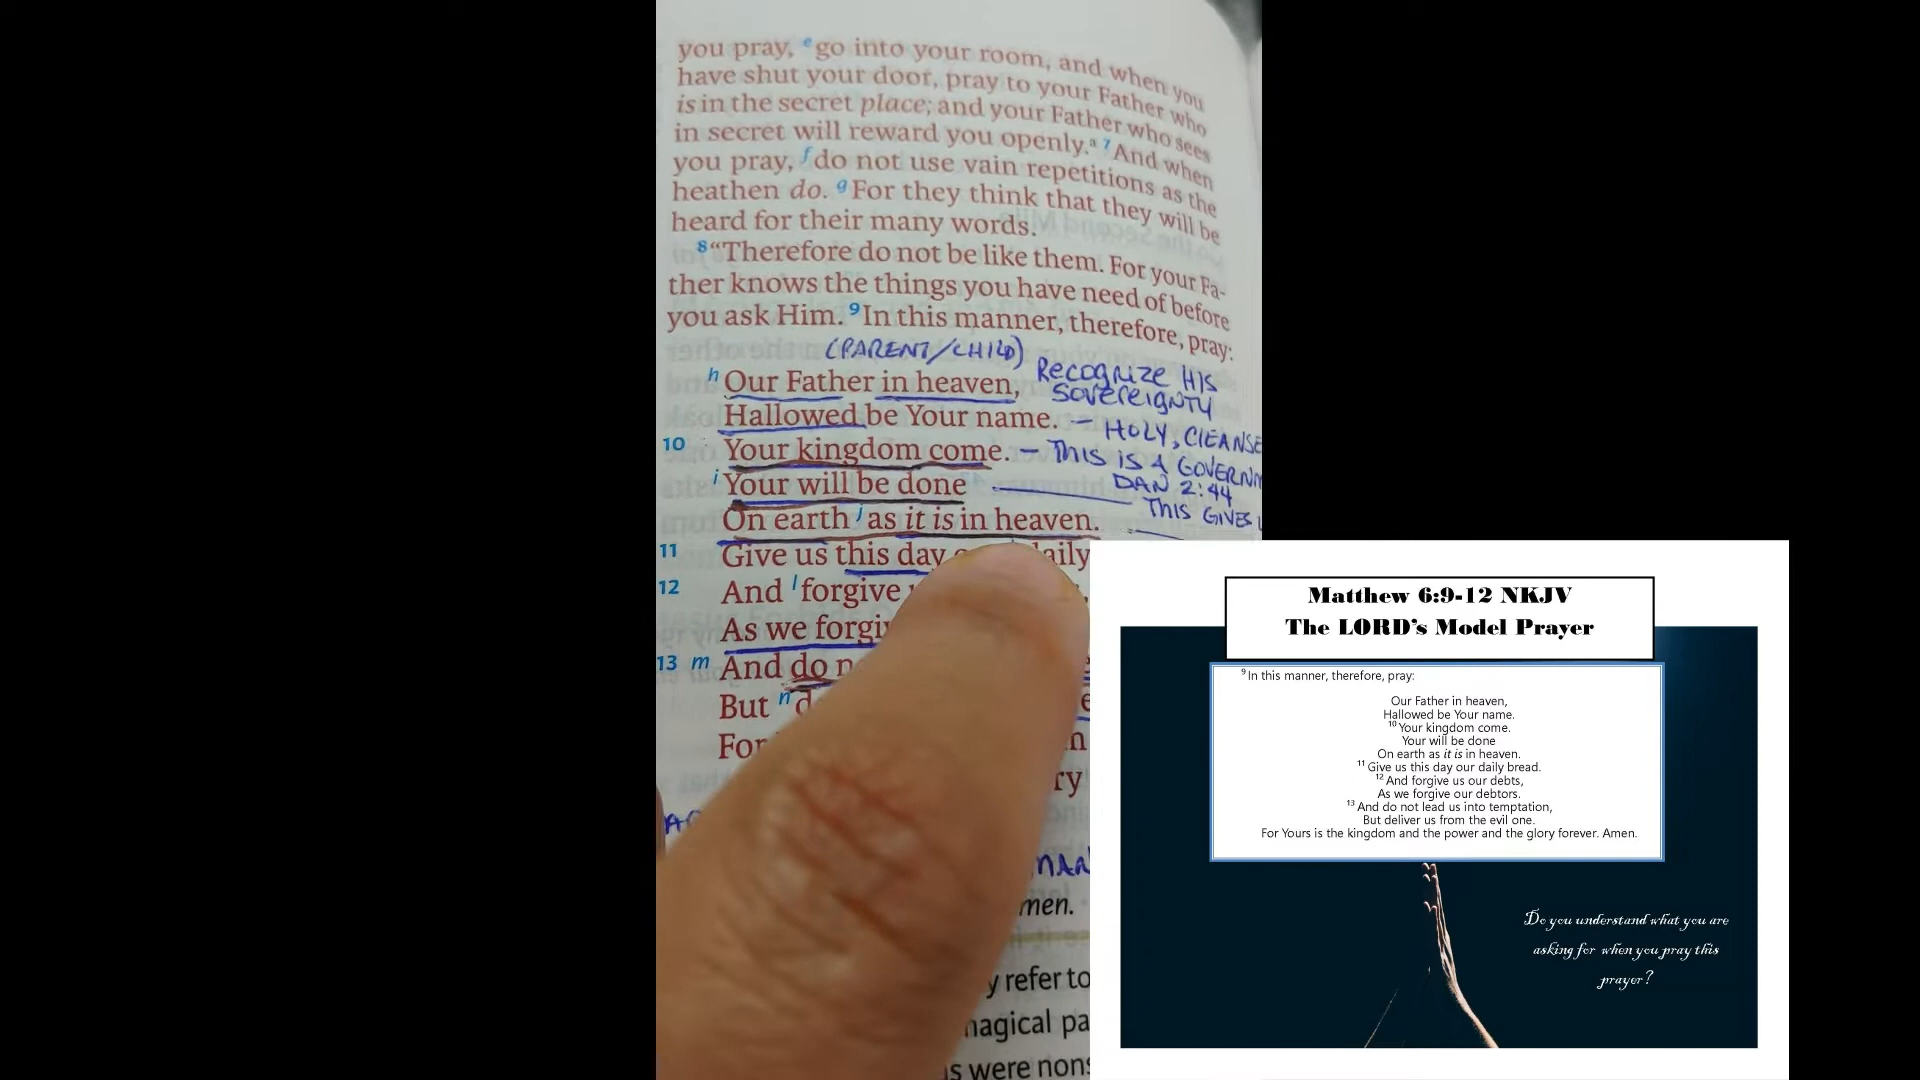 you pray, e go into your room, and when you
have shut your door, pray to your Father who
is in the secret place; and your Father who sees
in secret will reward you openly.a 7 And when
you pray, f do not use vain repetitions as the
heathen do. g For they think that they will be
heard for their many words.
8 “Therefore do not be like them. For your Fa-
ther knows the things you have need of before
you ask Him. 9 In this manner, therefore, pray:
(PARENT/CHILD)
h Our Father in heaven, RECOGNIZE HIS
SOVEREIGNTY
Hallowed be Your name. – HOLY, CLEANSE
10 Your kingdom come. – THIS IS A GOVERNM
DAN 2:44
i Your will be done
THIS GIVES
On earth j as it is in heaven.
11 Give us this day aily
12 And l forgive
As we forgiv
13 m And do n
But n d
For
ry
MAN
men.
y refer to
nagical pa
s were nons
Matthew 6:9-12 NKJV
The LORD's Model Prayer
9 In this manner, therefore, pray:
Our Father in heaven,
Hallowed be Your name.
10 Your kingdom come.
Your will be done
On earth as it is in heaven.
11 Give us this day our daily bread.
12 And forgive us our debts,
As we forgive our debtors.
13 And do not lead us into temptation,
But deliver us from the evil one.
For Yours is the kingdom and the power and the glory forever. Amen.
Do you understand what you are
asking for when you pray this
prayer?